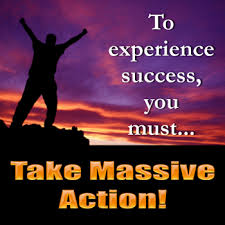 To
experience
success,
you
must...
Take Massive
Action!